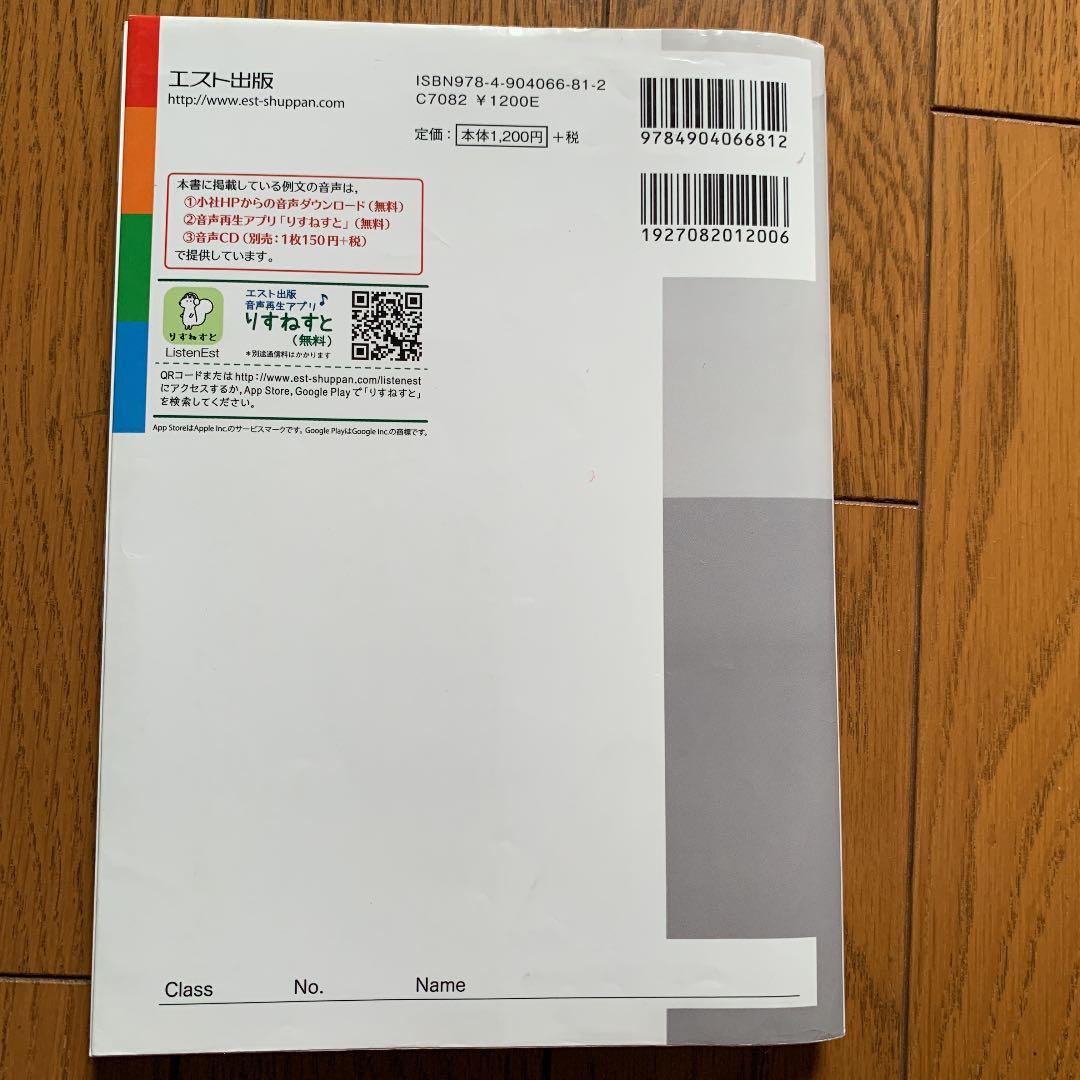 エスト出版
http://www.est-shuppan.com
ISBN978-4-904066-81-2
C7082 ￥1200E
定価：本体1,200円+税
9784904066812
1927082012006
本書に掲載している例文の音声は，
①小社HPからの音声ダウンロード（無料）
②音声再生アプリ「りすねすと」（無料）
③音声CD（別売：1枚150円+税）
で提供しています。
りすねすと
ListenEst
エスト出版
音声再生アプリ♪
りすねすと
（無料）
＊別途通信料はかかります
QRコードまたはhttp://www.est-shuppan.com/listenest
にアクセスするか，App Store，Google Playで「りすねすと」
を検索してください。
App StoreはApple Inc.のサービスマークです。Google PlayはGoogle Inc.の商標です。
Class No. Name